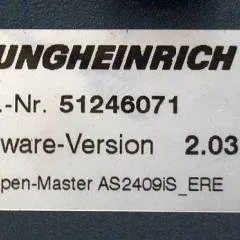 UNGHEINRICH
.-Nr. 51246071
ware-Version 2.03
pen-Master AS2409iS_ERE